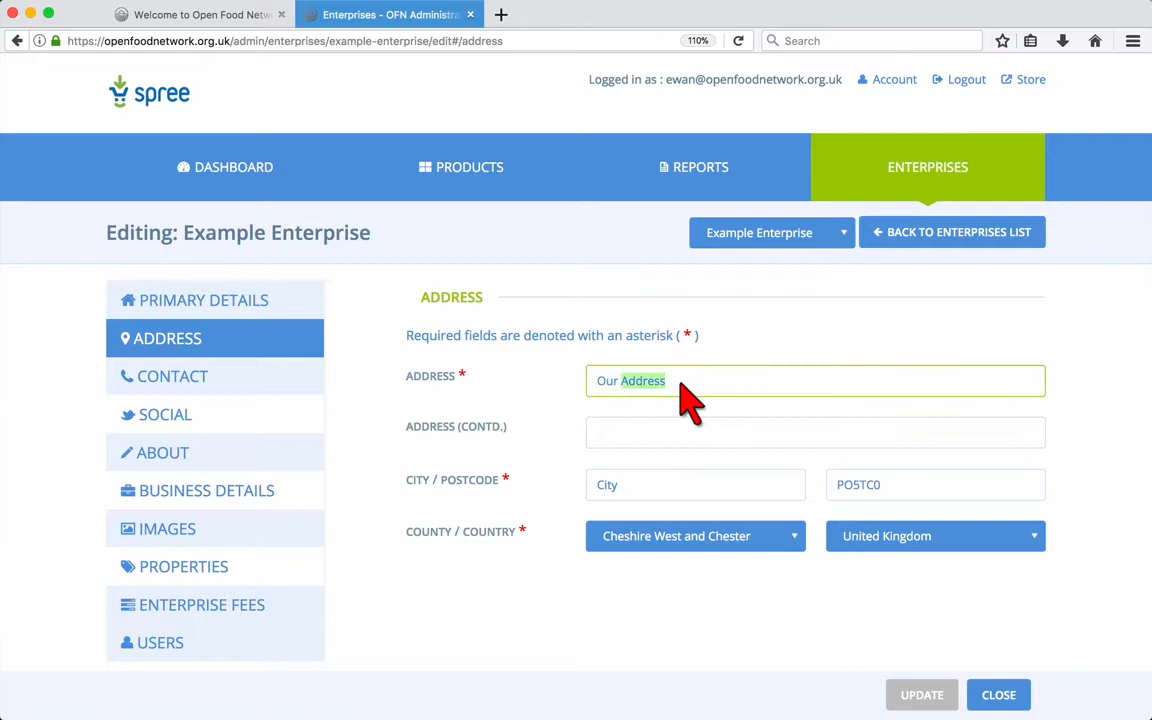 Welcome to Open Food Netw
Enterprises - OFN Administra
https://openfoodnetwork.org.uk/admin/enterprises/example-enterprise/edit#/address
110%
Search
spree
Logged in as : ewan@openfoodnetwork.org.uk
Account
Logout
Store
DASHBOARD
PRODUCTS
REPORTS
ENTERPRISES
Editing: Example Enterprise
Example Enterprise
BACK TO ENTERPRISES LIST
PRIMARY DETAILS
ADDRESS
CONTACT
SOCIAL
ABOUT
BUSINESS DETAILS
IMAGES
PROPERTIES
ENTERPRISE FEES
USERS
ADDRESS
Required fields are denoted with an asterisk ( * )
ADDRESS *
Our Address
ADDRESS (CONTD.)
CITY / POSTCODE *
City
PO5TC0
COUNTY / COUNTRY *
Cheshire West and Chester
United Kingdom
UPDATE
CLOSE